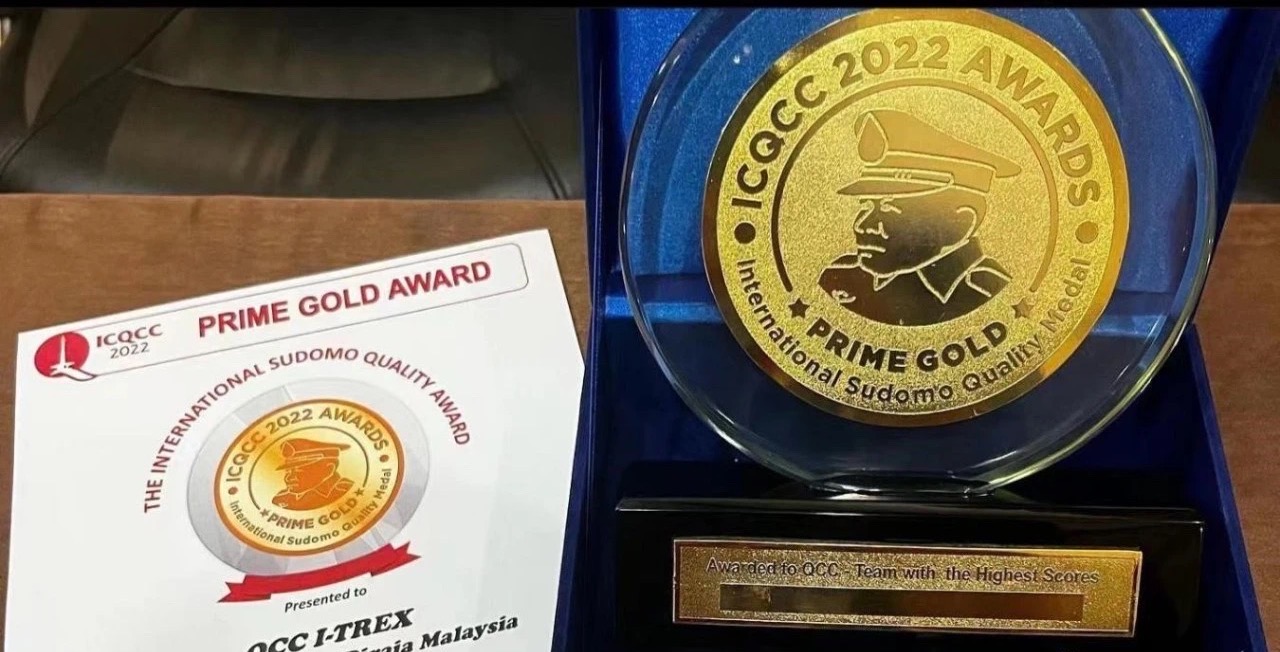 ICQCC
2022
PRIME GOLD AWARD
THE INTERNATIONAL SUDOMO QUALITY AWARD
ICQCC 2022 AWARDS
PRIME GOLD
International Sudomo Quality Medal
Presented to
QCC I-TREX
Diraja Malaysia
ICQCC 2022 AWARDS
PRIME GOLD
International Sudomo Quality Medal
Awarded to QCC - Team with the Highest Scores